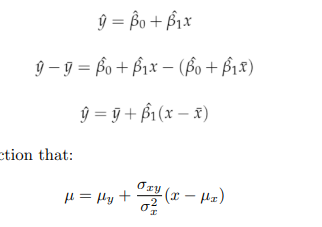 ŷ = β̂₀ + β̂₁x
ŷ − ȳ = β̂₀ + β̂₁x − (β̂₀ + β̂₁x̄)
ŷ = ȳ + β̂₁(x − x̄)
ction that:
μ = μ_y + σ_xy/σ_x² (x − μ_x)